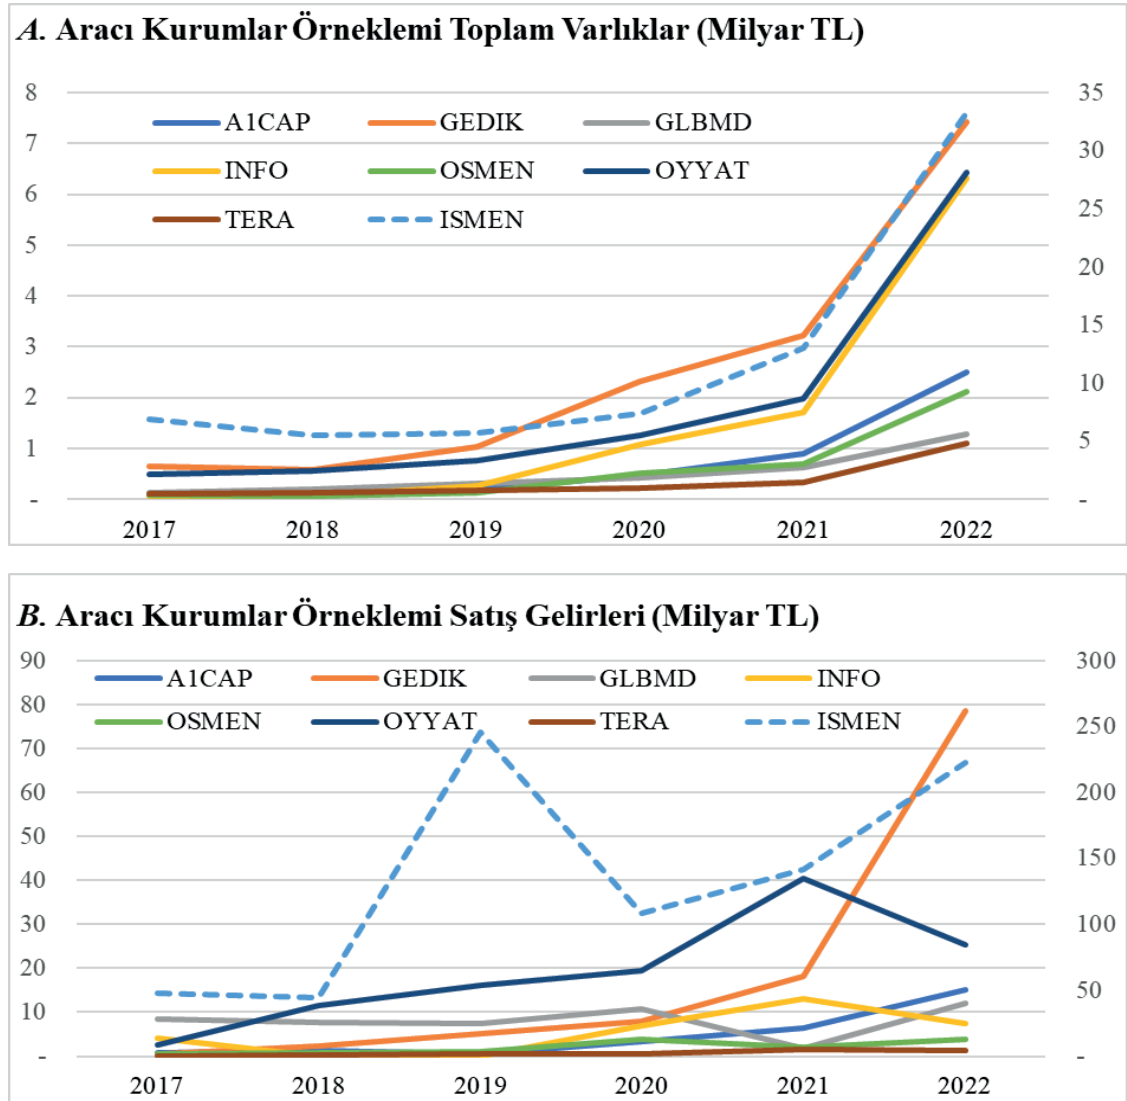 A. Aracı Kurumlar Örneklemi Toplam Varlıklar (Milyar TL)
8 35
A1CAP GEDIK GLBMD
7 30
INFO OSMEN OYYAT
6 25
TERA ISMEN
5 20
4 15
3
2 10
1 5
- -
2017 2018 2019 2020 2021 2022
B. Aracı Kurumlar Örneklemi Satış Gelirleri (Milyar TL)
90 300
A1CAP GEDIK GLBMD INFO
80 250
OSMEN OYYAT TERA ISMEN
70
60 200
50 150
40
30 100
20
10 50
- -
2017 2018 2019 2020 2021 2022